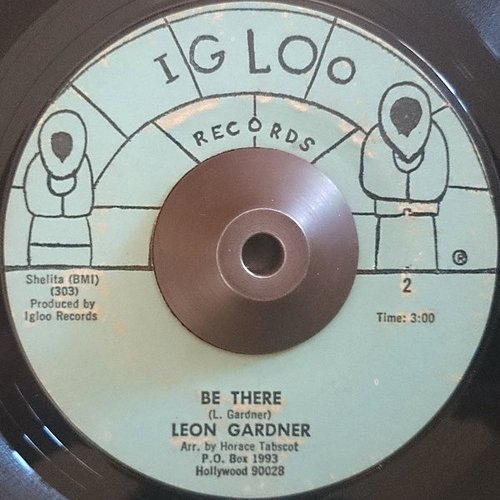 IGLOO
RECORDS
®
Shelita (BMI)
(303)
Produced by
Igloo Records
2
Time: 3:00
BE THERE
(L. Gardner)
LEON GARDNER
Arr. by Horace Tabscot
P.O. Box 1993
Hollywood 90028